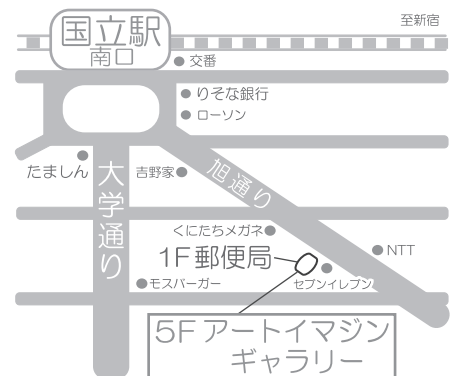 至新宿
国立駅
南口
交番
りそな銀行
ローソン
たましん
吉野家
旭通り
大学通り
くにたちメガネ
1F郵便局
NTT
セブンイレブン
モスバーガー
5F アートイマジン
ギャラリー